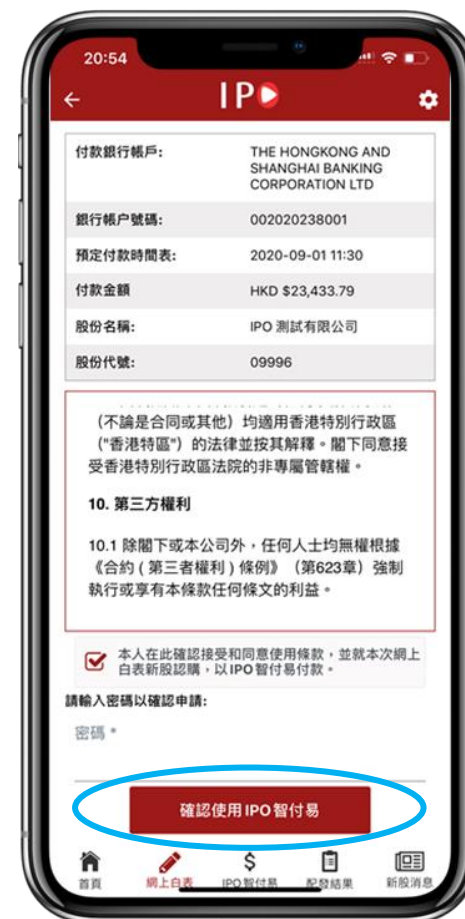 20:54
IPO
付款銀行帳戶:
THE HONGKONG AND
SHANGHAI BANKING
CORPORATION LTD
銀行帳户號碼:
002020238001
預定付款時間表:
2020-09-01 11:30
付款金額
HKD $23,433.79
股份名稱:
IPO 測試有限公司
股份代號:
09996
(不論是合同或其他)均適用香港特別行政區
("香港特區")的法律並按其解釋。閣下同意接
受香港特別行政區法院的非專屬管轄權。
10. 第三方權利
10.1 除閣下或本公司外,任何人士均無權根據
《合約 ( 第三者權利 ) 條例》(第623章)強制
執行或享有本條款任何條文的利益。
本人在此確認接受和同意使用條款,並就本次網上
白表新股認購,以IPO智付易付款。
請輸入密碼以確認申請:
密碼 *
確認使用 IPO 智付易
首頁
網上白表
IPO 智付易
配發結果
新股消息